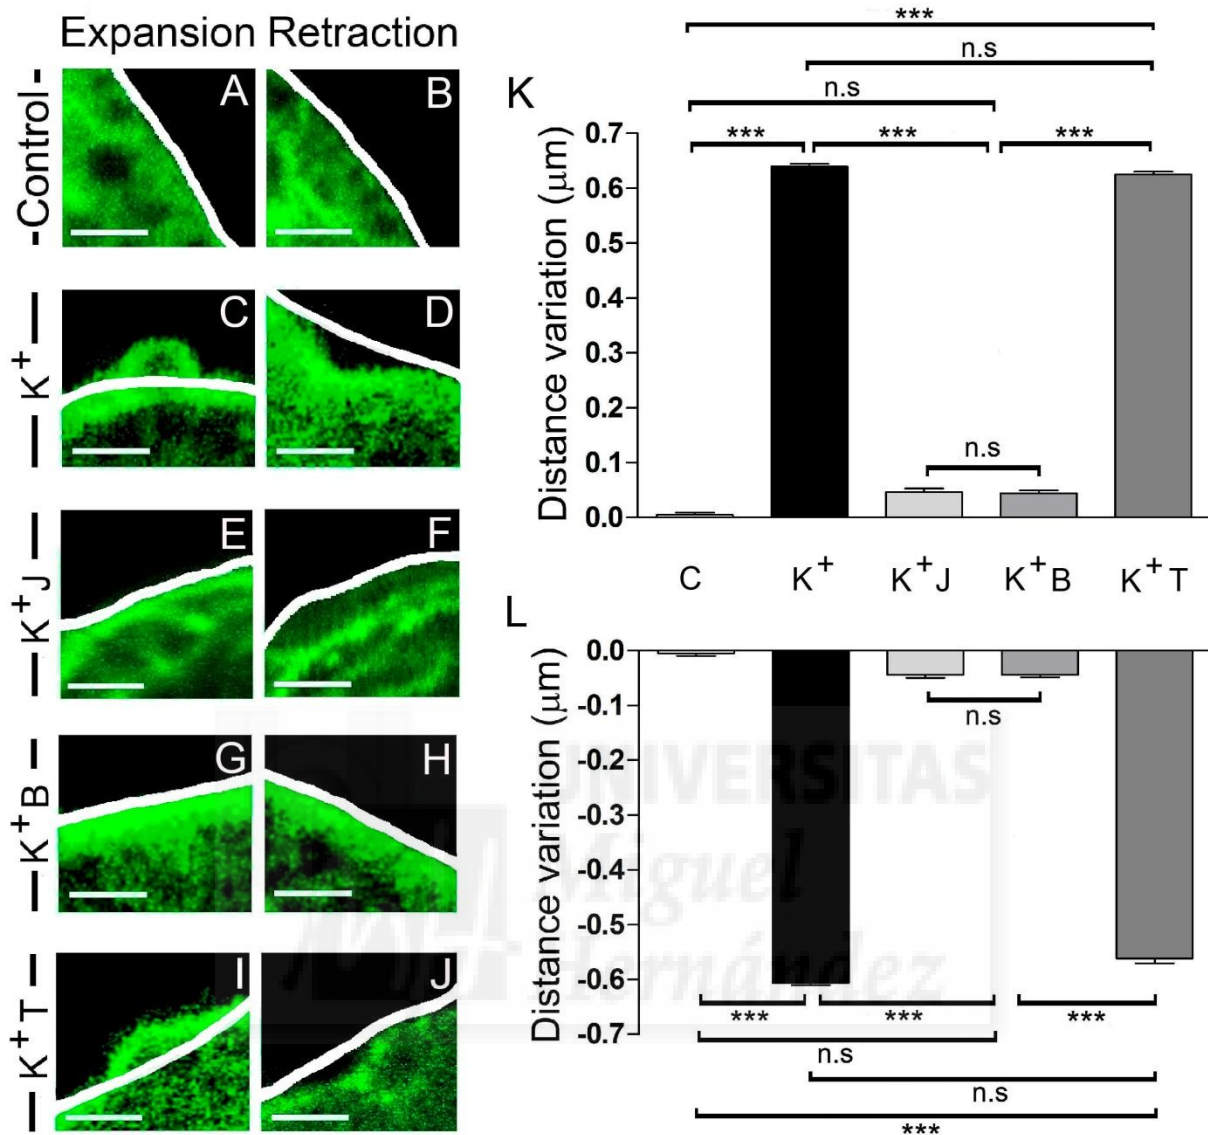 Expansion Retraction
-Control-
A
B
K⁺
C
D
K⁺J
E
F
K⁺B
G
H
K⁺T
I
J
K
***
n.s
n.s
*** *** ***
Distance variation (μm)
0.7
0.6
0.5
0.4
0.3
0.2
0.1
0.0
n.s
C K⁺ K⁺J K⁺B K⁺T
L
Distance variation (μm)
0.0
-0.1
-0.2
-0.3
-0.4
-0.5
-0.6
-0.7
n.s
*** *** ***
n.s
n.s
***
UNIVERSITAS
Miguel
Hernández